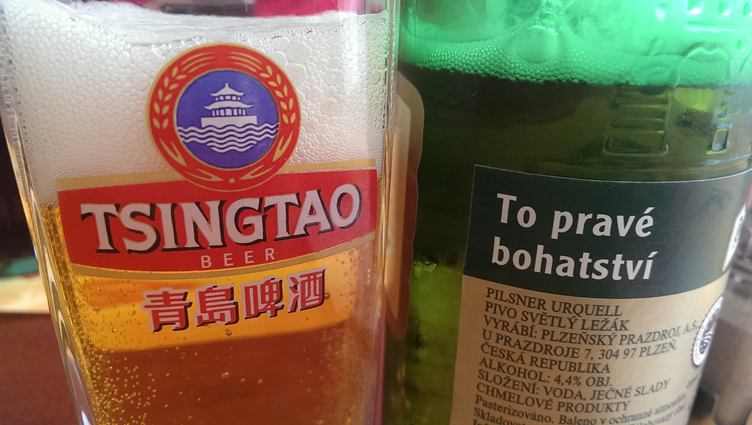 TSINGTAO
BEER
青島啤酒
To pravé
bohatství
PILSNER URQUELL
PIVO SVĚTLÝ LEŽÁK
VYRÁBÍ: PLZEŇSKÝ PRAZDROJ, A.S.,
U PRAZDROJE 7, 304 97 PLZEŇ,
ČESKÁ REPUBLIKA
ALKOHOL: 4,4% OBJ.
SLOŽENÍ: VODA, JEČNÉ SLADY
CHMELOVÉ PRODUKTY
Pasterizováno. Baleno v ochranné